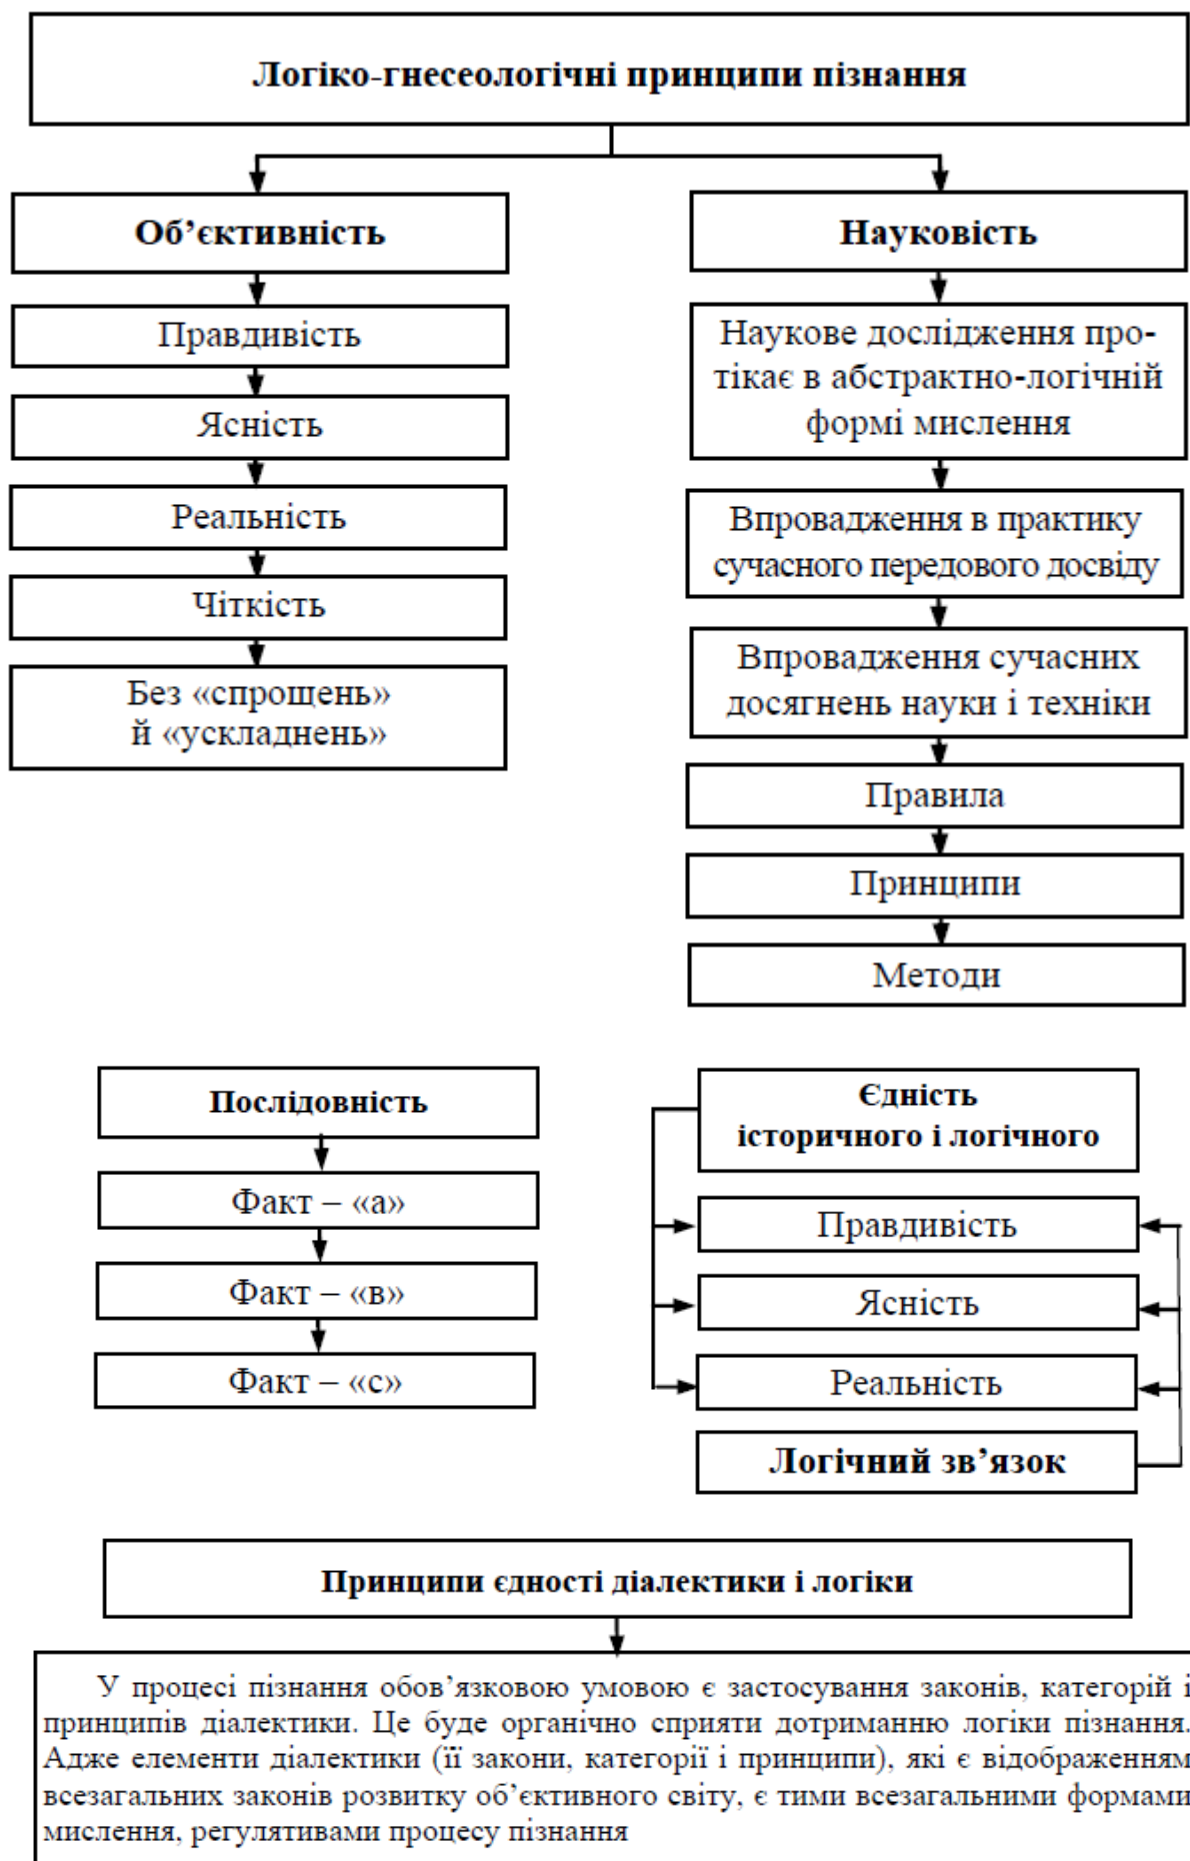 Логіко-гнесеологічні принципи пізнання
Об’єктивність
Правдивість
Ясність
Реальність
Чіткість
Без «спрощень»
й «ускладнень»
Науковість
Наукове дослідження про-
тікає в абстрактно-логічній
формі мислення
Впровадження в практику
сучасного передового досвіду
Впровадження сучасних
досягнень науки і техніки
Правила
Принципи
Методи
Послідовність
Факт – «а»
Факт – «в»
Факт – «с»
Єдність
історичного і логічного
Правдивість
Ясність
Реальність
Логічний зв’язок
Принципи єдності діалектики і логіки
У процесі пізнання обов’язковою умовою є застосування законів, категорій і
принципів діалектики. Це буде органічно сприяти дотриманню логіки пізнання.
Адже елементи діалектики (її закони, категорії і принципи), які є відображенням
всезагальних законів розвитку об’єктивного світу, є тими всезагальними формами
мислення, регулятивами процесу пізнання